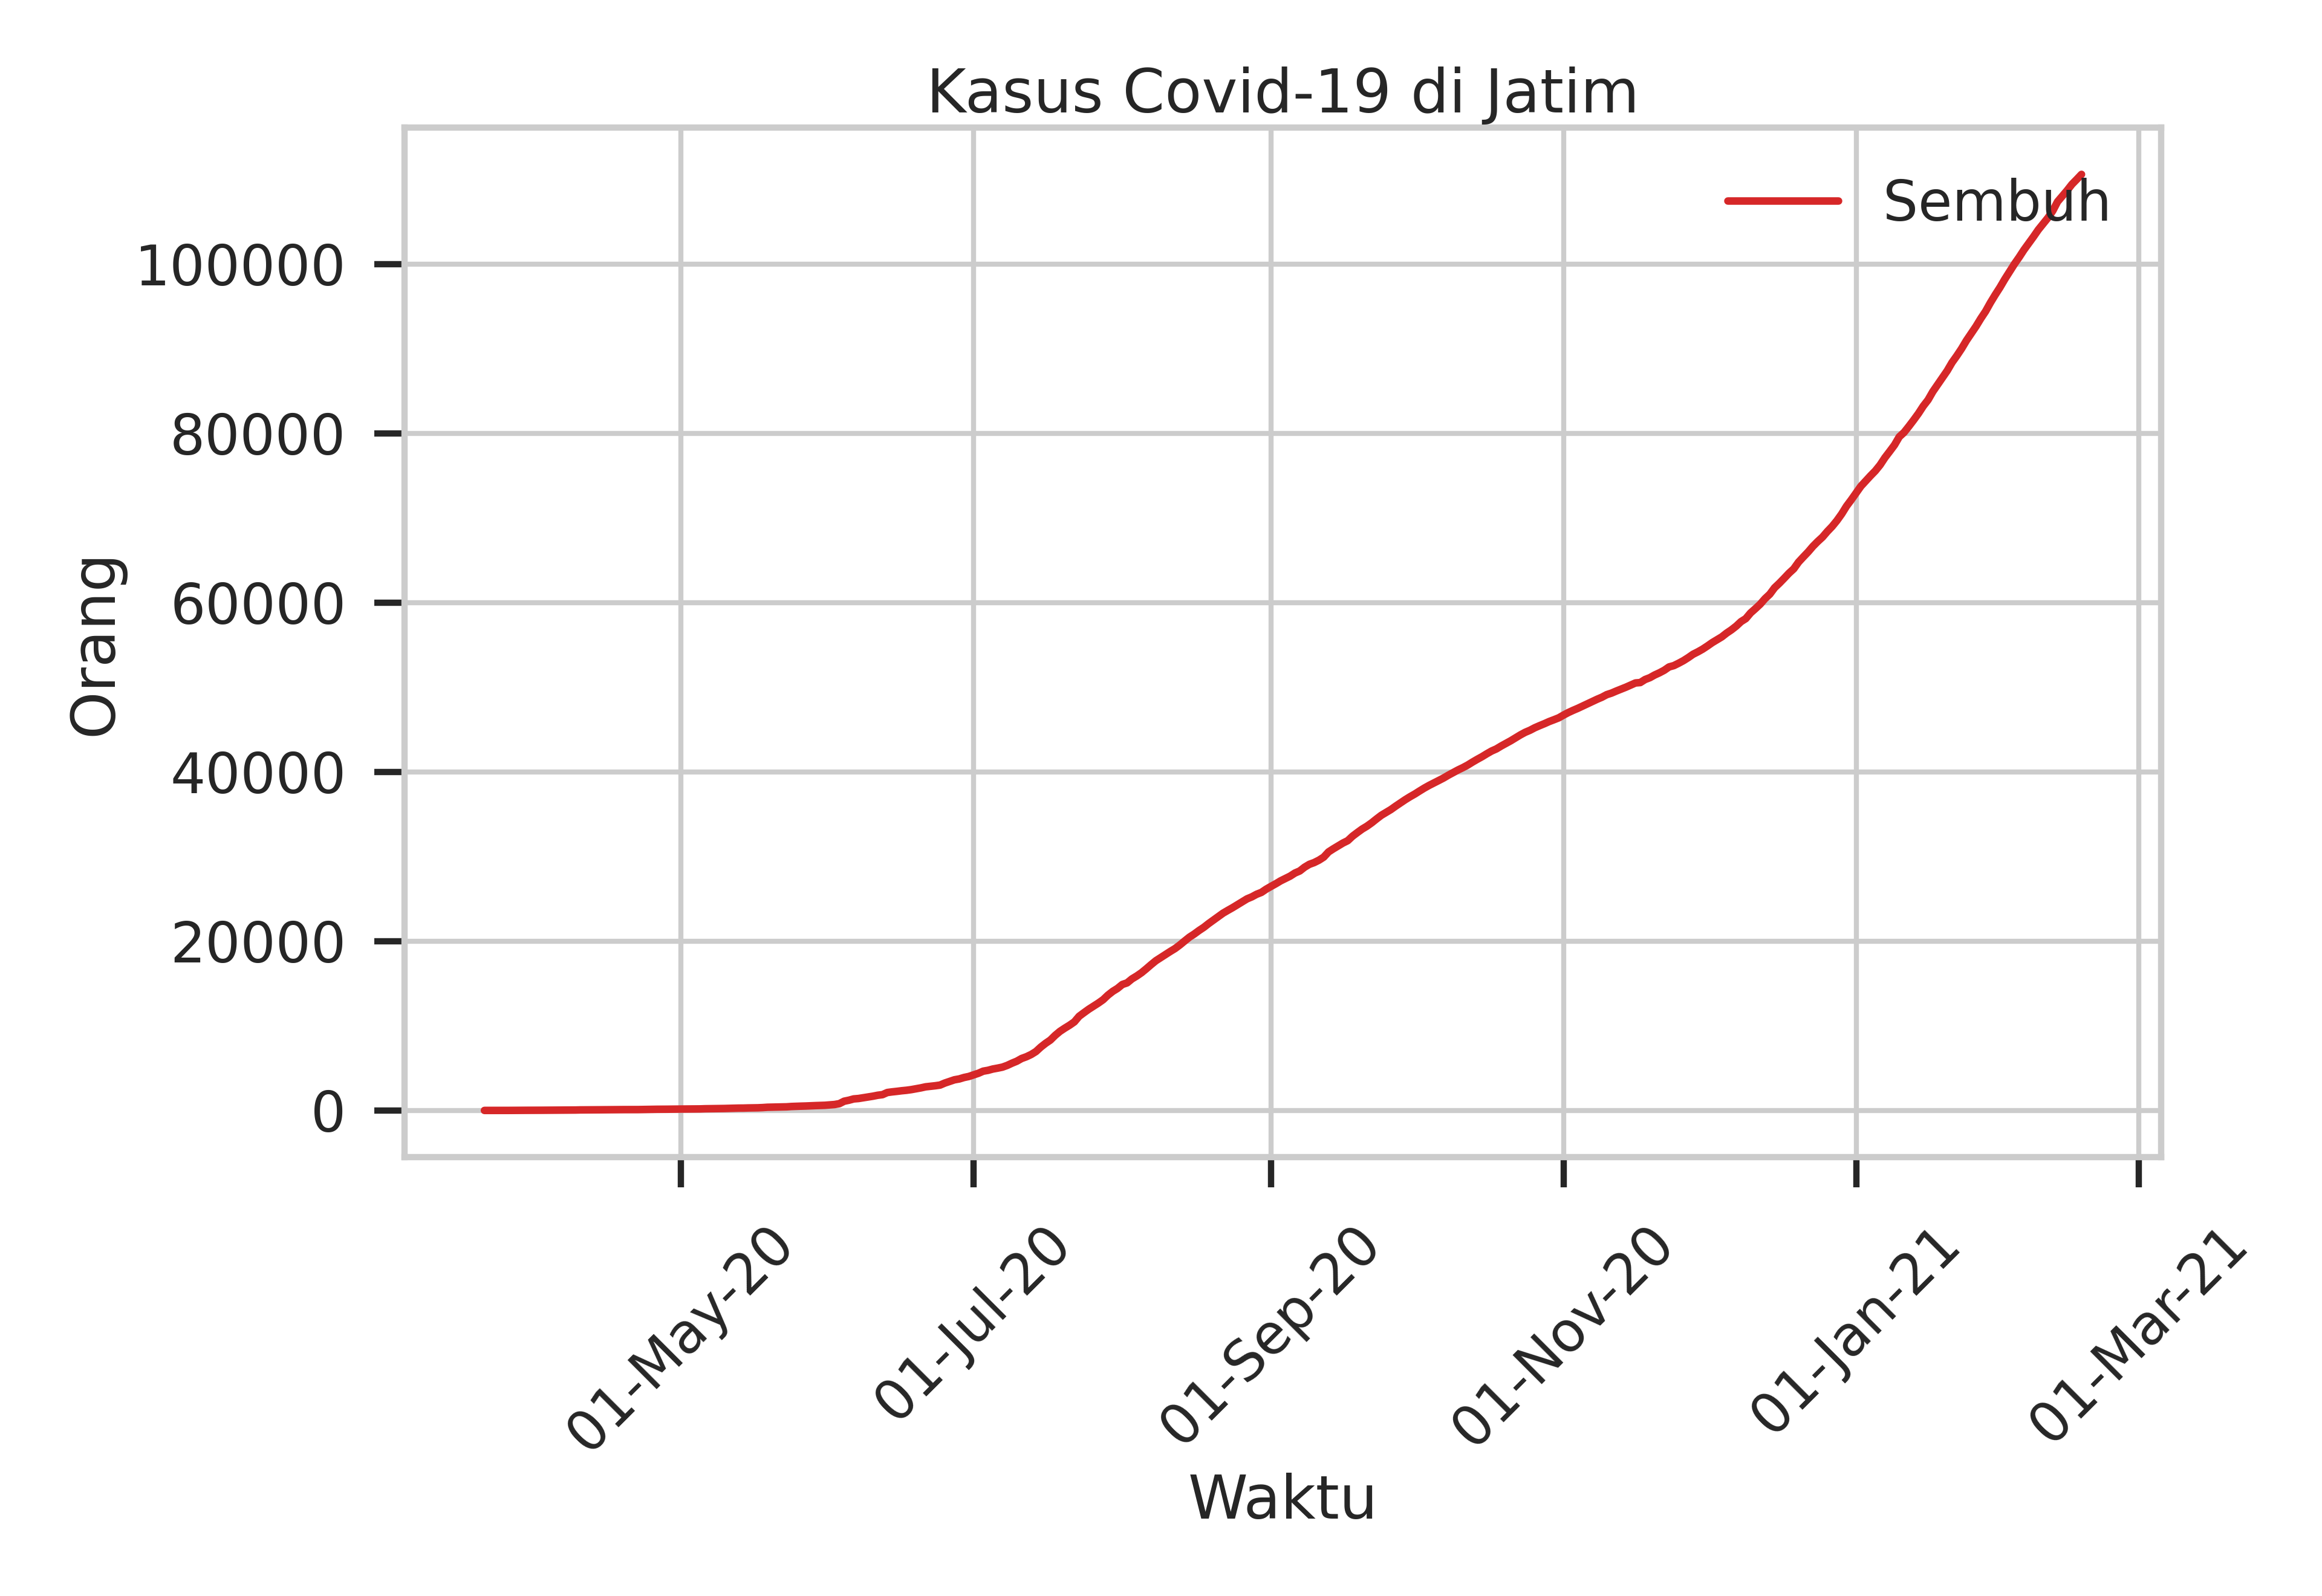 Kasus Covid-19 di Jatim
Sembuh
Orang
100000
80000
60000
40000
20000
0
01-May-20
01-Jul-20
01-Sep-20
01-Nov-20
01-Jan-21
01-Mar-21
Waktu